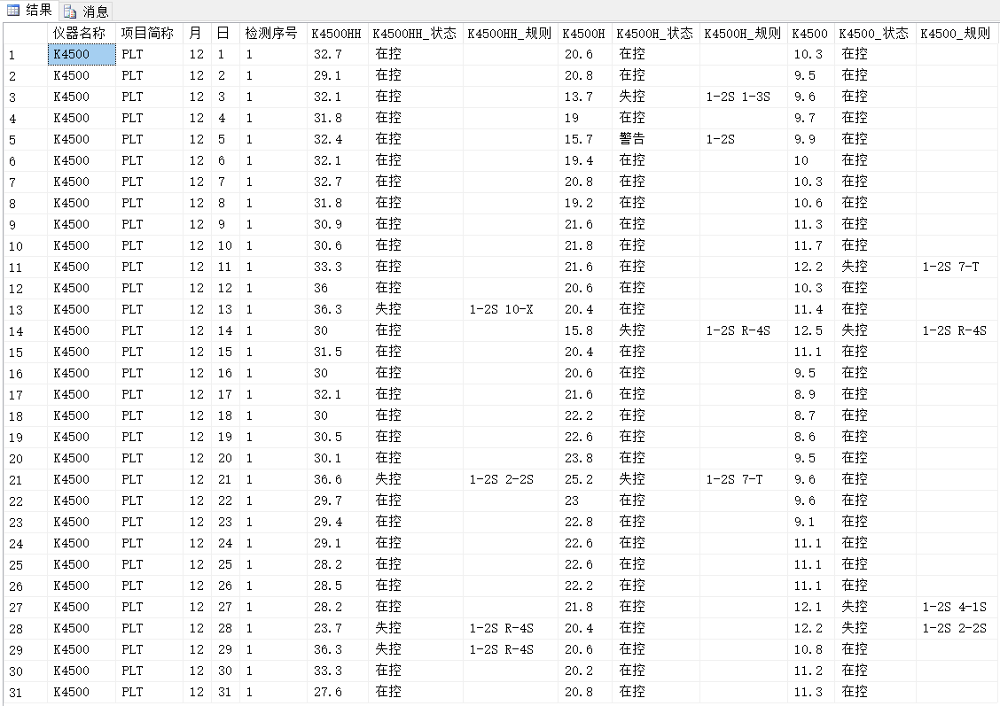 结果 消息
仪器名称 项目简称 月 日 检测序号 K4500HH K4500HH_状态 K4500HH_规则 K4500H K4500H_状态 K4500H_规则 K4500 K4500_状态 K4500_规则
1 K4500 PLT 12 1 1 32.7 在控 20.6 在控 10.3 在控
2 K4500 PLT 12 2 1 29.1 在控 20.8 在控 9.5 在控
3 K4500 PLT 12 3 1 32.1 在控 13.7 失控 1-2S 1-3S 9.6 在控
4 K4500 PLT 12 4 1 31.8 在控 19 在控 9.7 在控
5 K4500 PLT 12 5 1 32.4 在控 15.7 警告 1-2S 9.9 在控
6 K4500 PLT 12 6 1 32.1 在控 19.4 在控 10 在控
7 K4500 PLT 12 7 1 32.7 在控 20.8 在控 10.3 在控
8 K4500 PLT 12 8 1 31.8 在控 19.2 在控 10.6 在控
9 K4500 PLT 12 9 1 30.9 在控 21.6 在控 11.3 在控
10 K4500 PLT 12 10 1 30.6 在控 21.8 在控 11.7 在控
11 K4500 PLT 12 11 1 33.3 在控 21.6 在控 12.2 失控 1-2S 7-T
12 K4500 PLT 12 12 1 36 在控 20.6 在控 10.3 在控
13 K4500 PLT 12 13 1 36.3 失控 1-2S 10-X 20.4 在控 11.4 在控
14 K4500 PLT 12 14 1 30 在控 15.8 失控 1-2S R-4S 12.5 失控 1-2S R-4S
15 K4500 PLT 12 15 1 31.5 在控 20.4 在控 11.1 在控
16 K4500 PLT 12 16 1 30 在控 20.6 在控 9.5 在控
17 K4500 PLT 12 17 1 32.1 在控 21.6 在控 8.9 在控
18 K4500 PLT 12 18 1 30 在控 22.2 在控 8.7 在控
19 K4500 PLT 12 19 1 30.5 在控 22.6 在控 8.6 在控
20 K4500 PLT 12 20 1 30.1 在控 23.8 在控 9.5 在控
21 K4500 PLT 12 21 1 36.6 失控 1-2S 2-2S 25.2 失控 1-2S 7-T 9.6 在控
22 K4500 PLT 12 22 1 29.7 在控 23 在控 9.6 在控
23 K4500 PLT 12 23 1 29.4 在控 22.8 在控 9.1 在控
24 K4500 PLT 12 24 1 29.1 在控 22.6 在控 11.1 在控
25 K4500 PLT 12 25 1 28.2 在控 22.6 在控 11.1 在控
26 K4500 PLT 12 26 1 28.5 在控 22.2 在控 11.1 在控
27 K4500 PLT 12 27 1 28.2 在控 21.8 在控 12.1 失控 1-2S 4-1S
28 K4500 PLT 12 28 1 23.7 失控 1-2S R-4S 20.4 在控 12.2 失控 1-2S 2-2S
29 K4500 PLT 12 29 1 36.3 失控 1-2S R-4S 20.6 在控 10.8 在控
30 K4500 PLT 12 30 1 33.3 在控 20.2 在控 11.2 在控
31 K4500 PLT 12 31 1 27.6 在控 20.8 在控 11.3 在控